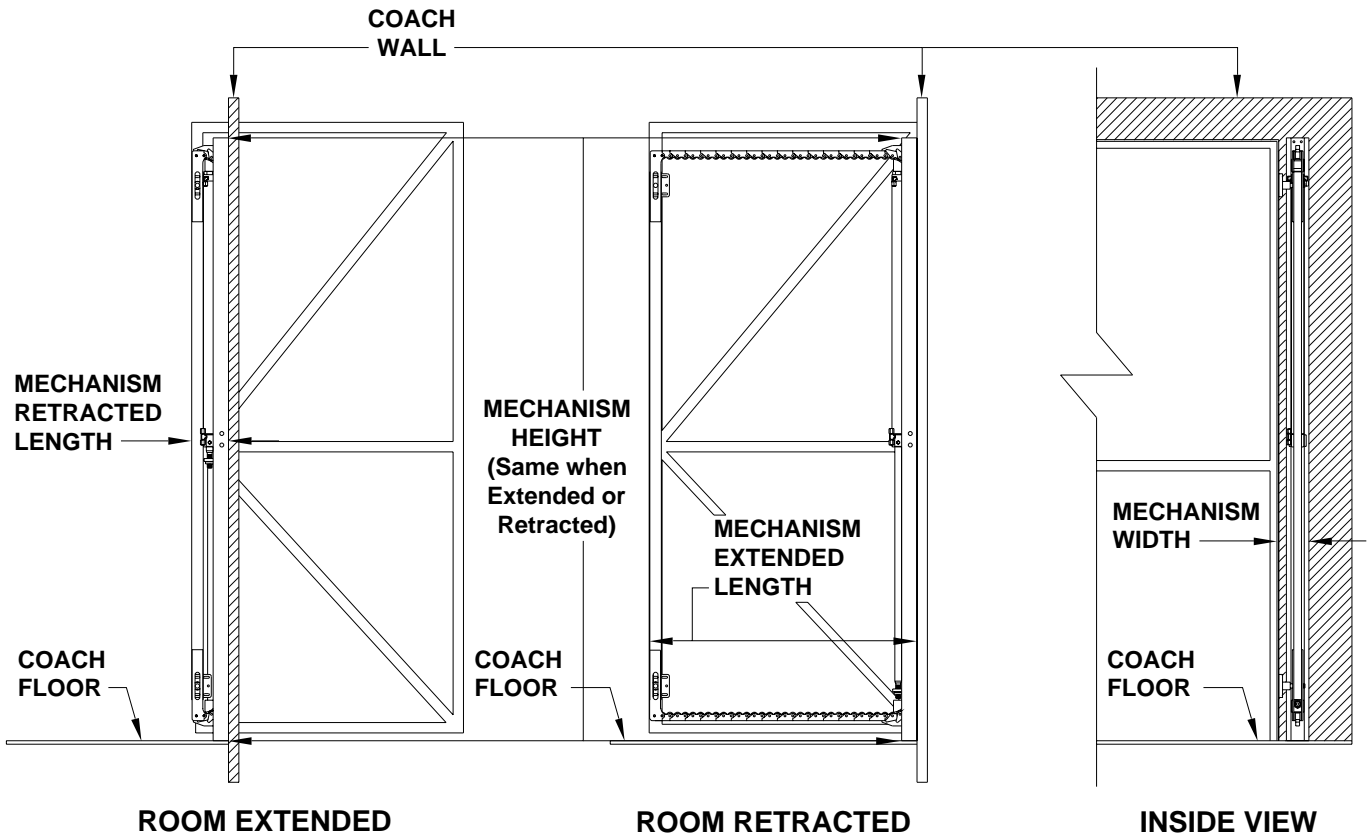 COACH
WALL
MECHANISM
RETRACTED
LENGTH
MECHANISM
HEIGHT
(Same when
Extended or
Retracted)
MECHANISM
EXTENDED
LENGTH
MECHANISM
WIDTH
COACH
FLOOR
COACH
FLOOR
COACH
FLOOR
ROOM EXTENDED
ROOM RETRACTED
INSIDE VIEW